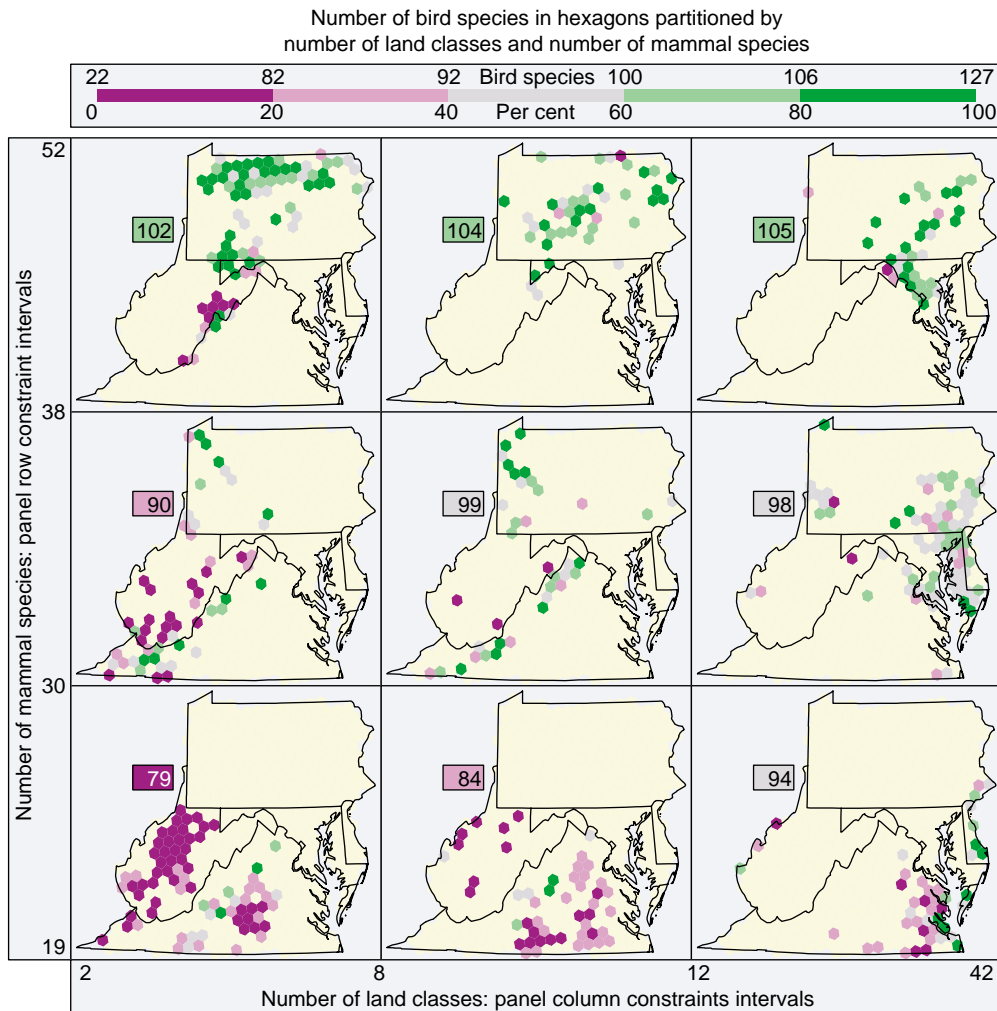 Number of bird species in hexagons partitioned by
number of land classes and number of mammal species
22 82 92 Bird species 100 106 127
0 20 40 Per cent 60 80 100
52
102 104 105
38
90 99 98
30
79 84 94
19
Number of mammal species: panel row constraint intervals
2 8 12 42
Number of land classes: panel column constraints intervals